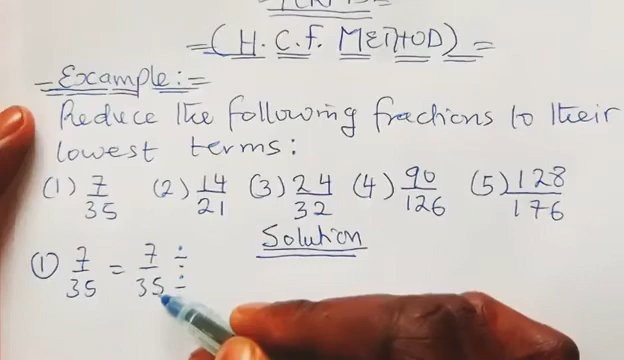 =(H.C.F. METHOD)=
-Example:-
Reduce the following fractions to their
lowest terms:
(1) 7/35 (2) 14/21 (3) 24/32 (4) 90/126 (5) 128/176
Solution
① 7/35 = 7/35 ÷ ÷